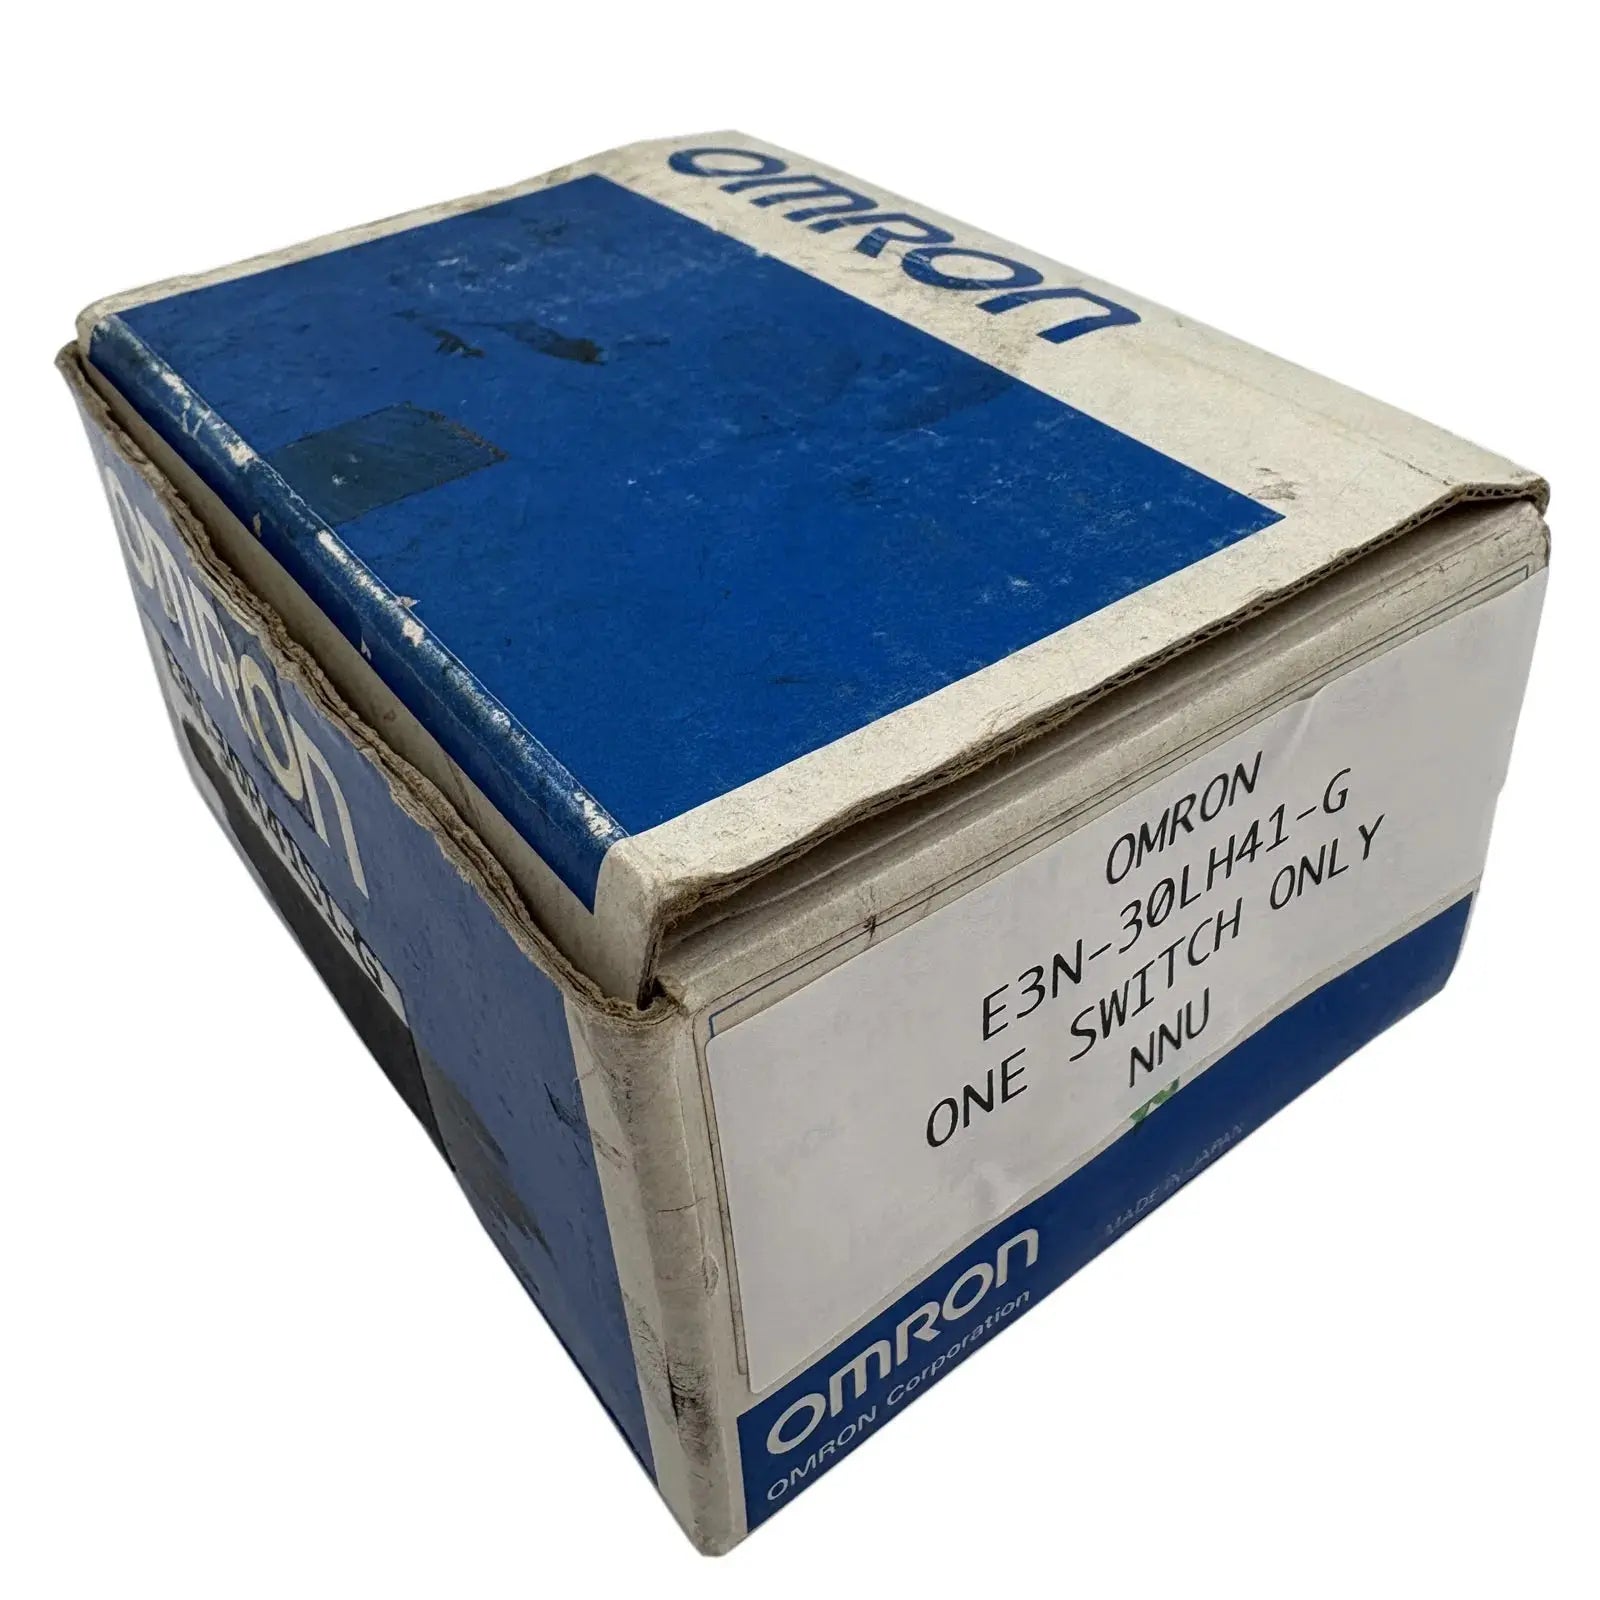 OMRON
OMRON
OMRON
E3N-30LH41-G
ONE SWITCH ONLY
NNU
MADE IN JAPAN
OMRON
OMRON Corporation